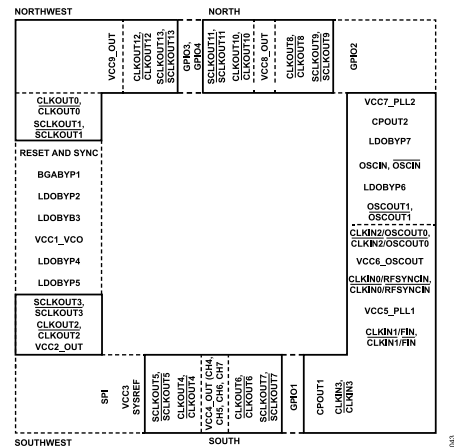 NORTHWEST
NORTH
VCC9_OUT
CLKOUT12,
CLKOUT12
SCLKOUT13,
SCLKOUT13
GPIO3,
GPIO4
SCLKOUT11,
SCLKOUT11
CLKOUT10,
CLKOUT10
VCC8_OUT
CLKOUT8,
CLKOUT8
SCLKOUT9,
SCLKOUT9
GPIO2
CLKOUT0,
CLKOUT0
SCLKOUT1,
SCLKOUT1
RESET AND SYNC
BGABYP1
LDOBYP2
LDOBYB3
VCC1_VCO
LDOBYP4
LDOBYP5
SCLKOUT3,
SCLKOUT3
CLKOUT2,
CLKOUT2
VCC2_OUT
VCC7_PLL2
CPOUT2
LDOBYP7
OSCIN, OSCIN
LDOBYP6
OSCOUT1,
OSCOUT1
CLKIN2/OSCOUT0,
CLKIN2/OSCOUT0
VCC6_OSCOUT
CLKIN0/RFSYNCIN,
CLKIN0/RFSYNCIN
VCC5_PLL1
CLKIN1/FIN,
CLKIN1/FIN
SPI
VCC3
SYSREF
SCLKOUT5,
SCLKOUT5
CLKOUT4,
CLKOUT4
VCC4_OUT (CH4,
CH5, CH6, CH7
CLKOUT6,
CLKOUT6
SCLKOUT7,
SCLKOUT7
GPIO1
CPOUT1
CLKIN3,
CLKIN3
SOUTHWEST
SOUTH
043